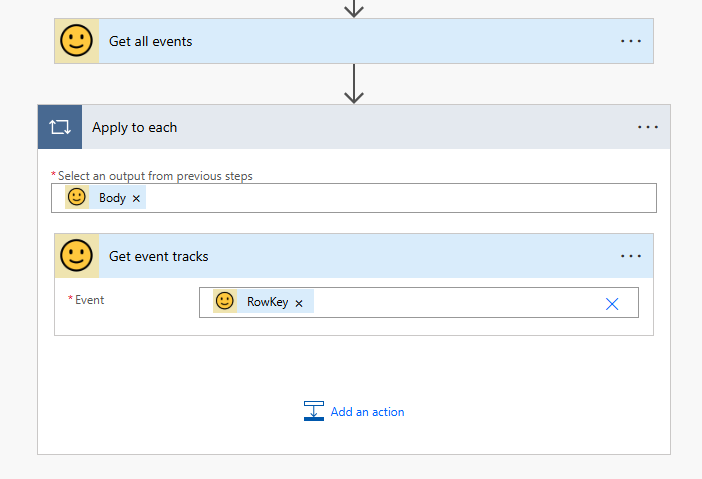 Get all events
Apply to each
* Select an output from previous steps
Body ×
Get event tracks
* Event
RowKey ×
Add an action